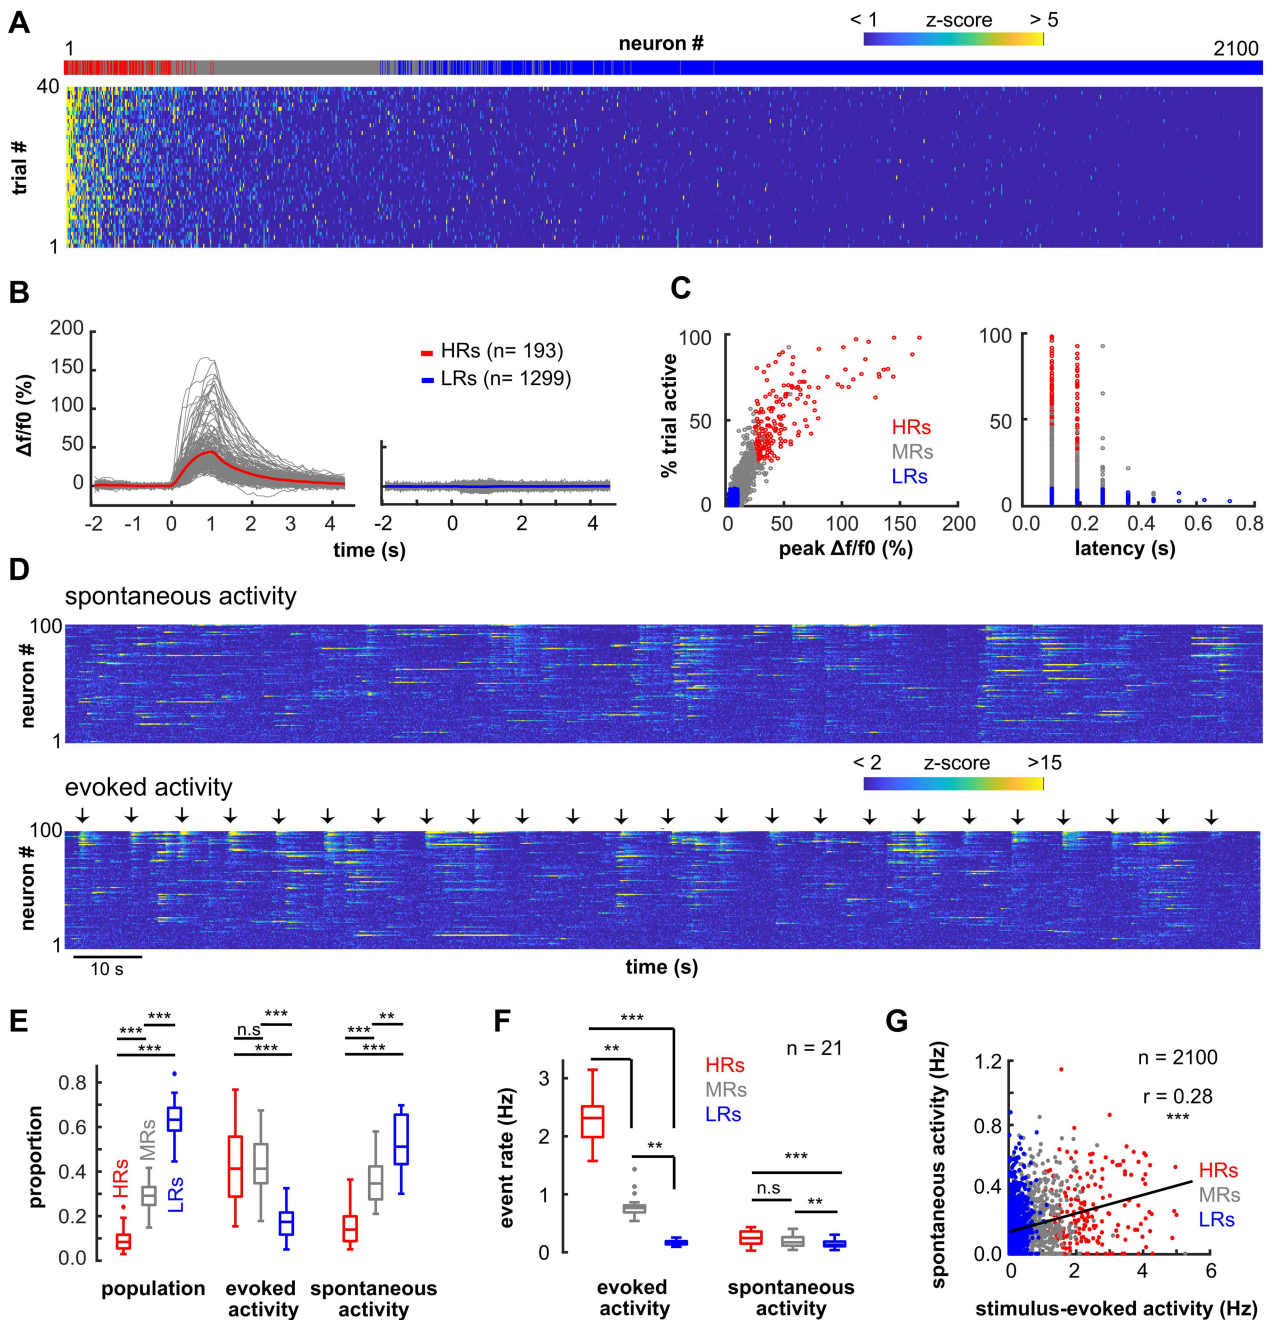 A
< 1 z-score > 5
1 neuron # 2100
40
trial #
1
B
200
150
100
50
0
Δf/f0 (%)
HRs (n= 193)
LRs (n= 1299)
-2 -1 0 1 2 3 4
-2 0 2 4
time (s)
C
100
50
0
% trial active
HRs
MRs
LRs
0 50 100 150 200
peak Δf/f0 (%)
100
50
0
0.0 0.2 0.4 0.6 0.8
latency (s)
D
spontaneous activity
100
neuron #
1
< 2 z-score >15
evoked activity
100
neuron #
1
10 s
time (s)
E
*** *** *** n.s *** *** *** ** ***
0.8
0.6
0.4
0.2
0.0
proportion
HRs
MRs
LRs
population
evoked activity
spontaneous activity
F
***
**
**
n = 21
HRs
MRs
LRs
***
n.s
**
3
2
1
0
event rate (Hz)
evoked activity
spontaneous activity
G
n = 2100
r = 0.28
***
1.2
0.8
0.4
0.0
spontaneous activity (Hz)
HRs
MRs
LRs
0 2 4 6
stimulus-evoked activity (Hz)